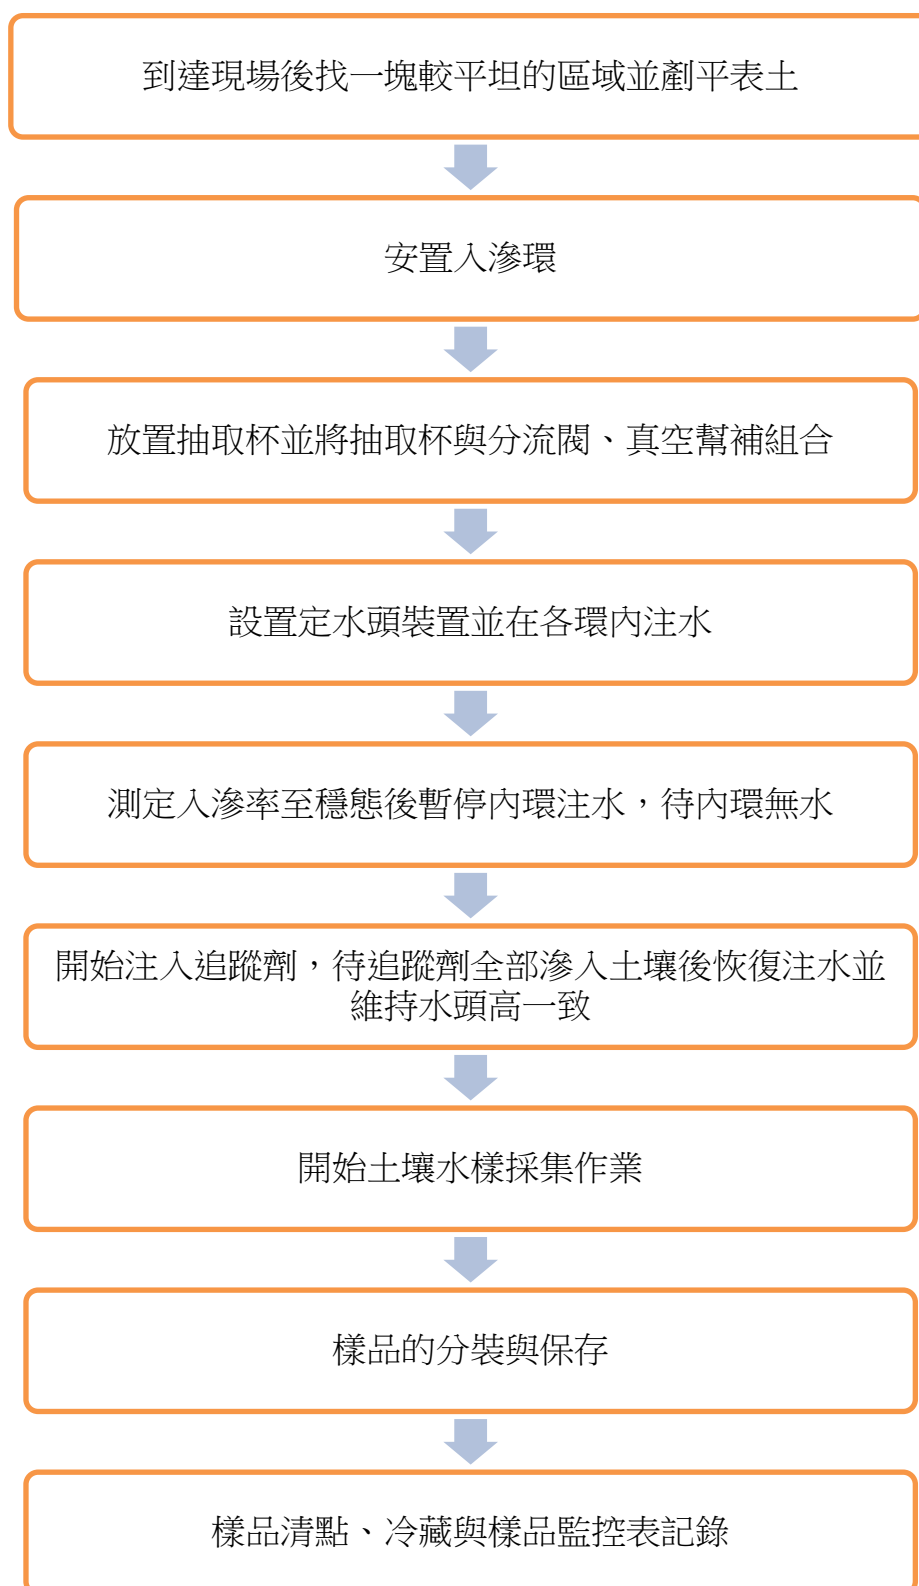 到達現場後找一塊較平坦的區域並剷平表土
安置入滲環
放置抽取杯並將抽取杯與分流閥、真空幫補組合
設置定水頭裝置並在各環內注水
測定入滲率至穩態後暫停內環注水，待內環無水
開始注入追蹤劑，待追蹤劑全部滲入土壤後恢復注水並
維持水頭高一致
開始土壤水樣採集作業
樣品的分裝與保存
樣品清點、冷藏與樣品監控表記錄